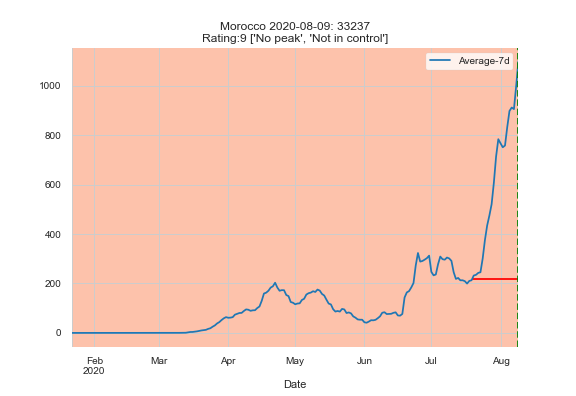 Morocco 2020-08-09: 33237
Rating:9 ['No peak', 'Not in control']
Average-7d
1000
800
600
400
200
0
Feb Mar Apr May Jun Jul Aug
2020
Date